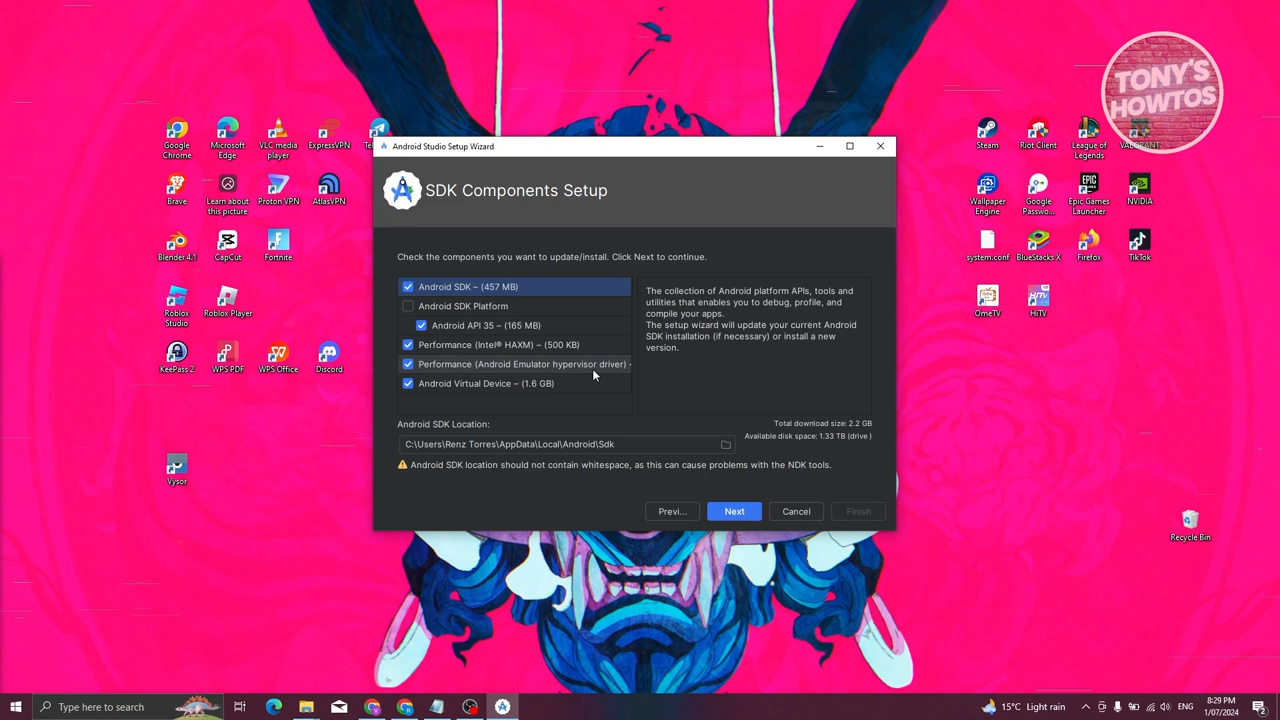 TONY'S
HOWTOS
Google
Chrome
Microsoft
Edge
VLC media
player
ExpressVPN
Steam
Riot Client
League of
Legends
Brave
Learn about
this picture
Proton VPN
AtlasVPN
Wallpaper
Engine
Google
Passwo...
Epic Games
Launcher
NVIDIA
Blender 4.1
CapCut
Fortnite
system.conf
BlueStacks X
Firefox
TikTok
Roblox
Studio
Roblox Player
OmeTV
HiTV
KeePass 2
WPS PDF
WPS Office
Discord
Vysor
Recycle Bin
Android Studio Setup Wizard
SDK Components Setup
Check the components you want to update/install. Click Next to continue.
Android SDK – (457 MB)
Android SDK Platform
Android API 35 – (165 MB)
Performance (Intel® HAXM) – (500 KB)
Performance (Android Emulator hypervisor driver) -
Android Virtual Device – (1.6 GB)
The collection of Android platform APIs, tools and
utilities that enables you to debug, profile, and
compile your apps.
The setup wizard will update your current Android
SDK installation (if necessary) or install a new
version.
Android SDK Location:
Total download size: 2.2 GB
Available disk space: 1.33 TB (drive )
C:\Users\Renz Torres\AppData\Local\Android\Sdk
Android SDK location should not contain whitespace, as this can cause problems with the NDK tools.
Previ...
Next
Cancel
Finish
Type here to search
15°C Light rain
8:29 PM
1/07/2024
2